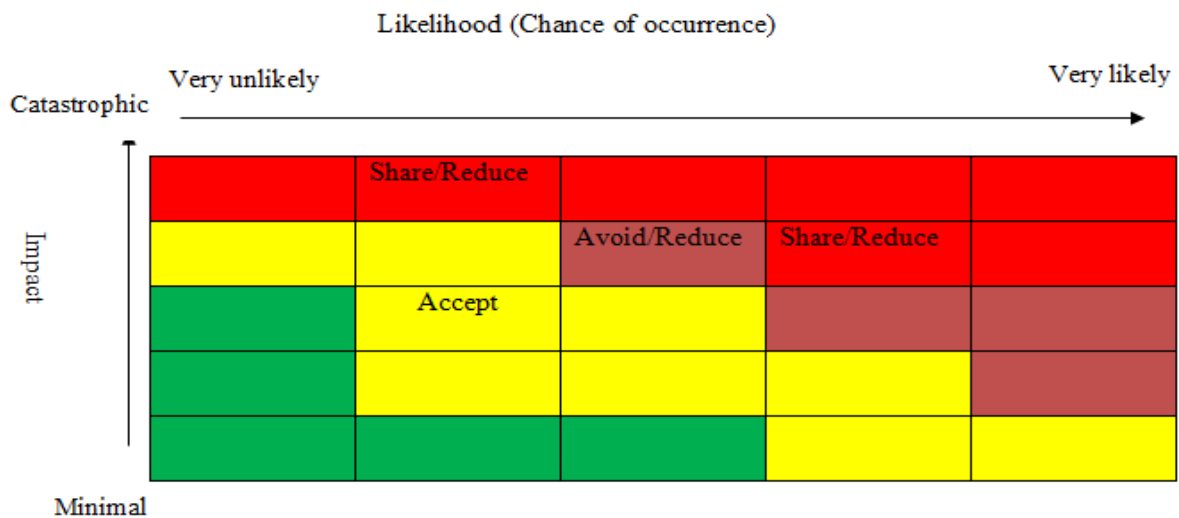 Likelihood (Chance of occurrence)
Very unlikely
Very likely
Catastrophic
Share/Reduce
Avoid/Reduce
Share/Reduce
Impact
Accept
Minimal